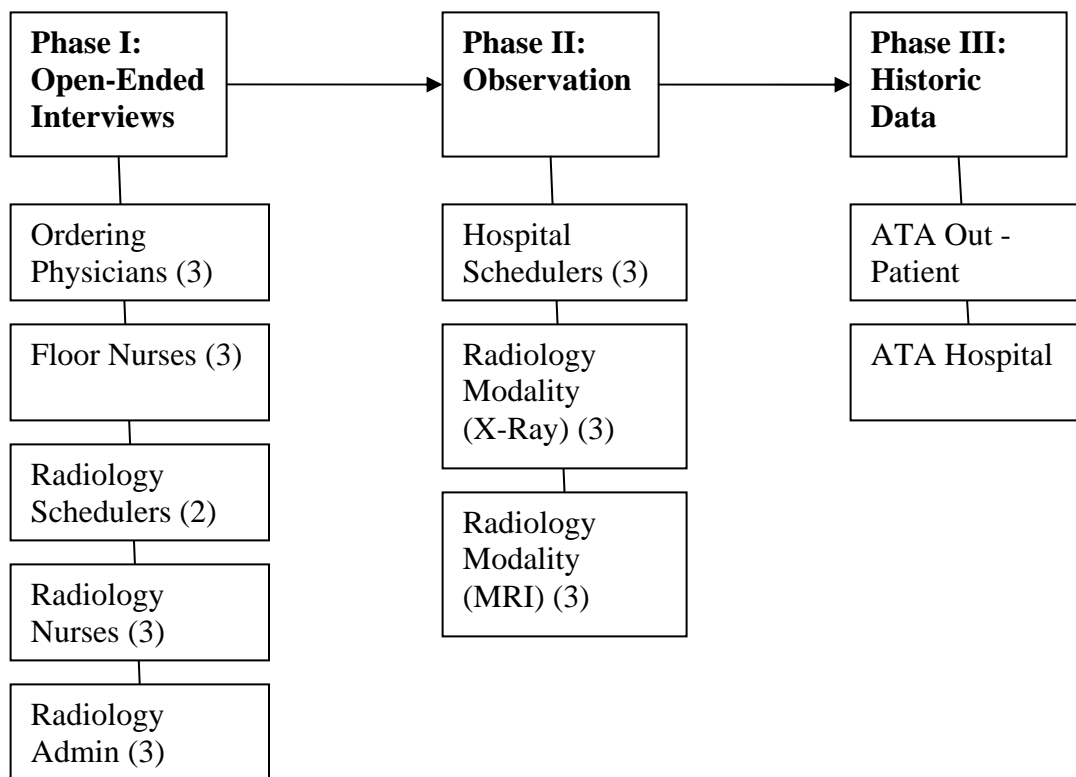 Phase I:
Open-Ended
Interviews
Ordering
Physicians (3)
Floor Nurses (3)
Radiology
Schedulers (2)
Radiology
Nurses (3)
Radiology
Admin (3)
Phase II:
Observation
Hospital
Schedulers (3)
Radiology
Modality
(X-Ray) (3)
Radiology
Modality
(MRI) (3)
Phase III:
Historic
Data
ATA Out -
Patient
ATA Hospital